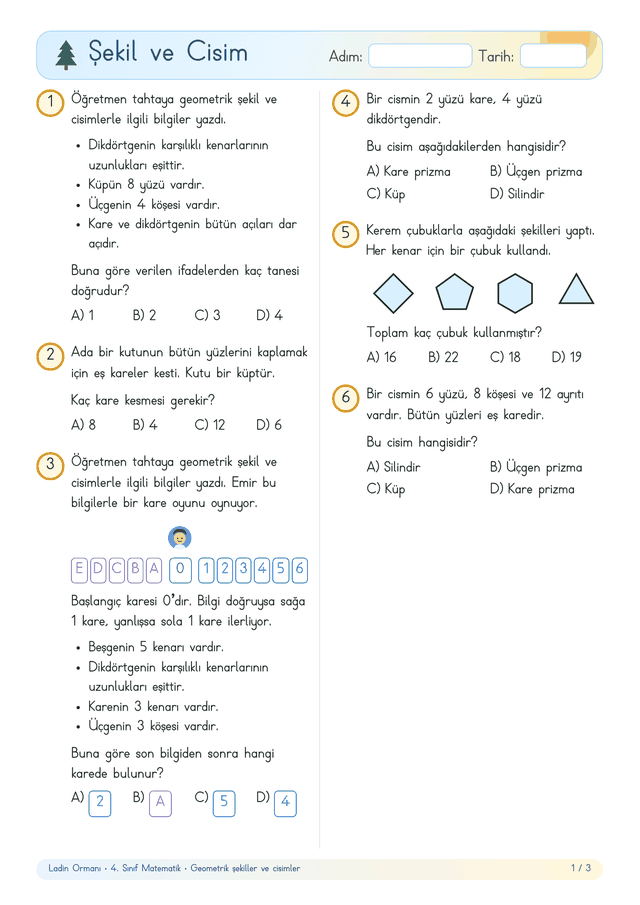 Şekil ve Cisim
Adım:
Tarih:
1
Öğretmen tahtaya geometrik şekil ve
cisimlerle ilgili bilgiler yazdı.
• Dikdörtgenin karşılıklı kenarlarının
uzunlukları eşittir.
• Küpün 8 yüzü vardır.
• Üçgenin 4 köşesi vardır.
• Kare ve dikdörtgenin bütün açıları dar
açıdır.
Buna göre verilen ifadelerden kaç tanesi
doğrudur?
A) 1 B) 2 C) 3 D) 4
2
Ada bir kutunun bütün yüzlerini kaplamak
için eş kareler kesti. Kutu bir küptür.
Kaç kare kesmesi gerekir?
A) 8 B) 4 C) 12 D) 6
3
Öğretmen tahtaya geometrik şekil ve
cisimlerle ilgili bilgiler yazdı. Emir bu
bilgilerle bir kare oyunu oynuyor.
E D C B A 0 1 2 3 4 5 6
Başlangıç karesi 0'dır. Bilgi doğruysa sağa
1 kare, yanlışsa sola 1 kare ilerliyor.
• Beşgenin 5 kenarı vardır.
• Dikdörtgenin karşılıklı kenarlarının
uzunlukları eşittir.
• Karenin 3 kenarı vardır.
• Üçgenin 3 köşesi vardır.
Buna göre son bilgiden sonra hangi
karede bulunur?
A) 2 B) A C) 5 D) 4
4
Bir cismin 2 yüzü kare, 4 yüzü
dikdörtgendir.
Bu cisim aşağıdakilerden hangisidir?
A) Kare prizma B) Üçgen prizma
C) Küp D) Silindir
5
Kerem çubuklarla aşağıdaki şekilleri yaptı.
Her kenar için bir çubuk kullandı.
Toplam kaç çubuk kullanmıştır?
A) 16 B) 22 C) 18 D) 19
6
Bir cismin 6 yüzü, 8 köşesi ve 12 ayrıtı
vardır. Bütün yüzleri eş karedir.
Bu cisim hangisidir?
A) Silindir B) Üçgen prizma
C) Küp D) Kare prizma
Ladin Ormanı • 4. Sınıf Matematik • Geometrik şekiller ve cisimler
1 / 3